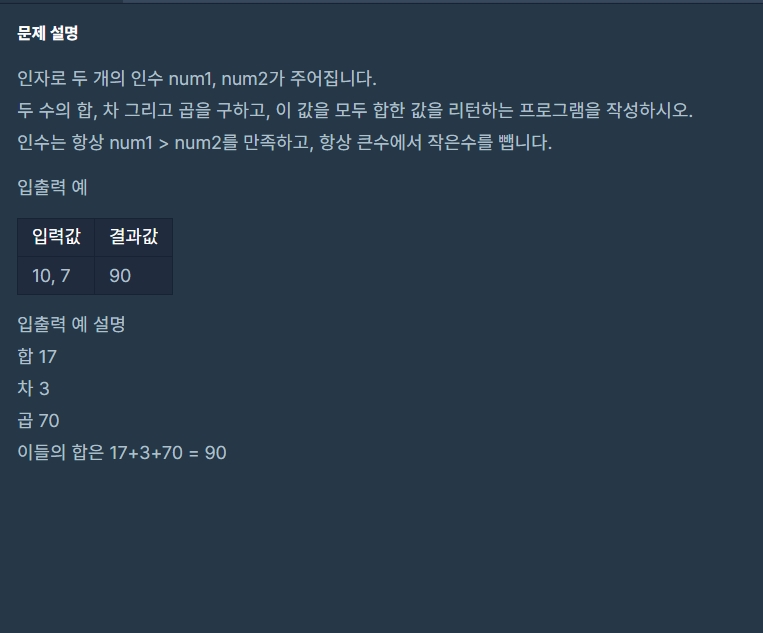 문제 설명
인자로 두 개의 인수 num1, num2가 주어집니다.
두 수의 합, 차 그리고 곱을 구하고, 이 값을 모두 합한 값을 리턴하는 프로그램을 작성하시오.
인수는 항상 num1 > num2를 만족하고, 항상 큰수에서 작은수를 뺍니다.
입출력 예
입력값 결과값
10, 7 90
입출력 예 설명
합 17
차 3
곱 70
이들의 합은 17+3+70 = 90